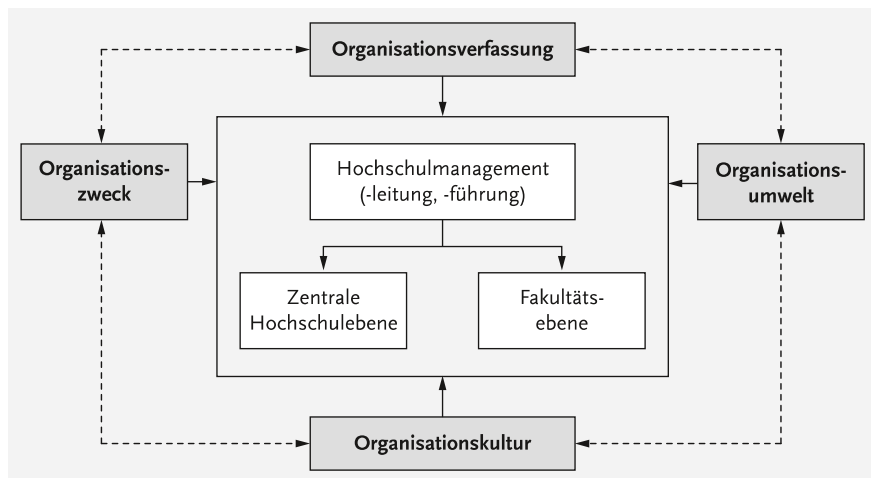 Organisationsverfassung
Organisations-
zweck
Hochschulmanagement
(-leitung, -führung)
Organisations-
umwelt
Zentrale
Hochschulebene
Fakultäts-
ebene
Organisationskultur